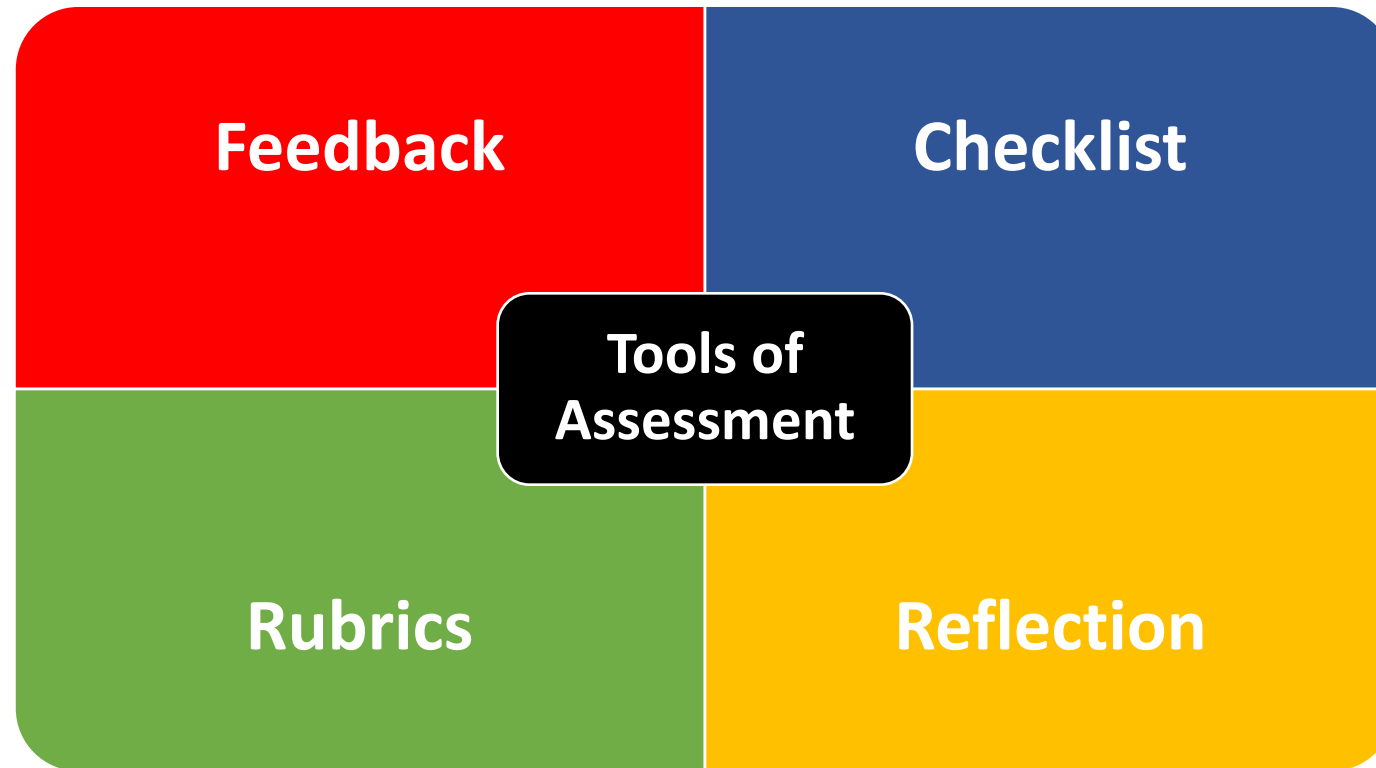 Feedback
Checklist
Tools of
Assessment
Rubrics
Reflection